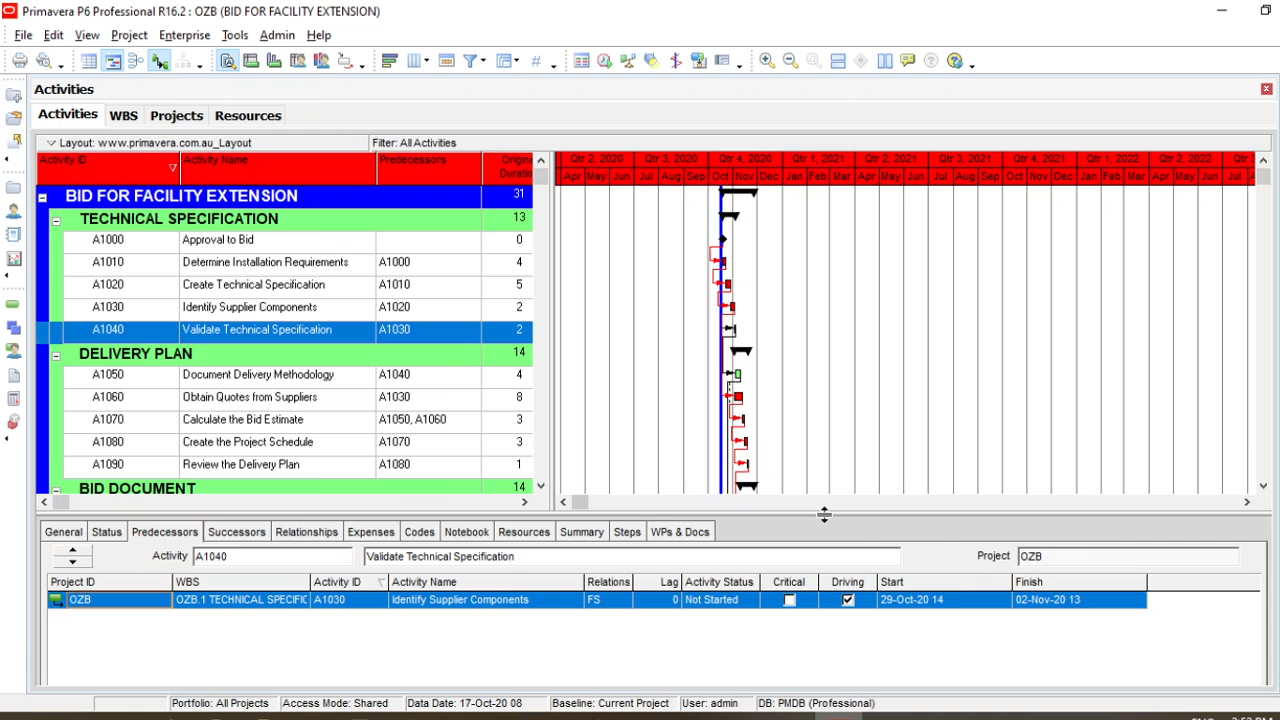 Primavera P6 Professional R16.2 : OZB (BID FOR FACILITY EXTENSION)
File Edit View Project Enterprise Tools Admin Help
Activities
Activities WBS Projects Resources
Layout: www.primavera.com.au_Layout Filter: All Activities
Activity ID Activity Name Predecessors Origina Duratio
Qtr 2, 2020 Qtr 3, 2020 Qtr 4, 2020 Qtr 1, 2021 Qtr 2, 2021 Qtr 3, 2021 Qtr 4, 2021 Qtr 1, 2022 Qtr 2, 2022 Qtr 3
Apr May Jun Jul Aug Sep Oct Nov Dec Jan Feb Mar Apr May Jun Jul Aug Sep Oct Nov Dec Jan Feb Mar Apr May Jun Jul A
BID FOR FACILITY EXTENSION 31
TECHNICAL SPECIFICATION 13
A1000 Approval to Bid 0
A1010 Determine Installation Requirements A1000 4
A1020 Create Technical Specification A1010 5
A1030 Identify Supplier Components A1020 2
A1040 Validate Technical Specification A1030 2
DELIVERY PLAN 14
A1050 Document Delivery Methodology A1040 4
A1060 Obtain Quotes from Suppliers A1030 8
A1070 Calculate the Bid Estimate A1050, A1060 3
A1080 Create the Project Schedule A1070 3
A1090 Review the Delivery Plan A1080 1
BID DOCUMENT 14
General Status Predecessors Successors Relationships Expenses Codes Notebook Resources Summary Steps WPs & Docs
Activity A1040 Validate Technical Specification Project OZB
Project ID WBS Activity ID Activity Name Relations Lag Activity Status Critical Driving Start Finish
OZB OZB.1 TECHNICAL SPECIFIC A1030 Identify Supplier Components FS 0 Not Started 29-Oct-20 14 02-Nov-20 13
Portfolio: All Projects Access Mode: Shared Data Date: 17-Oct-20 08 Baseline: Current Project User: admin DB: PMDB (Professional)